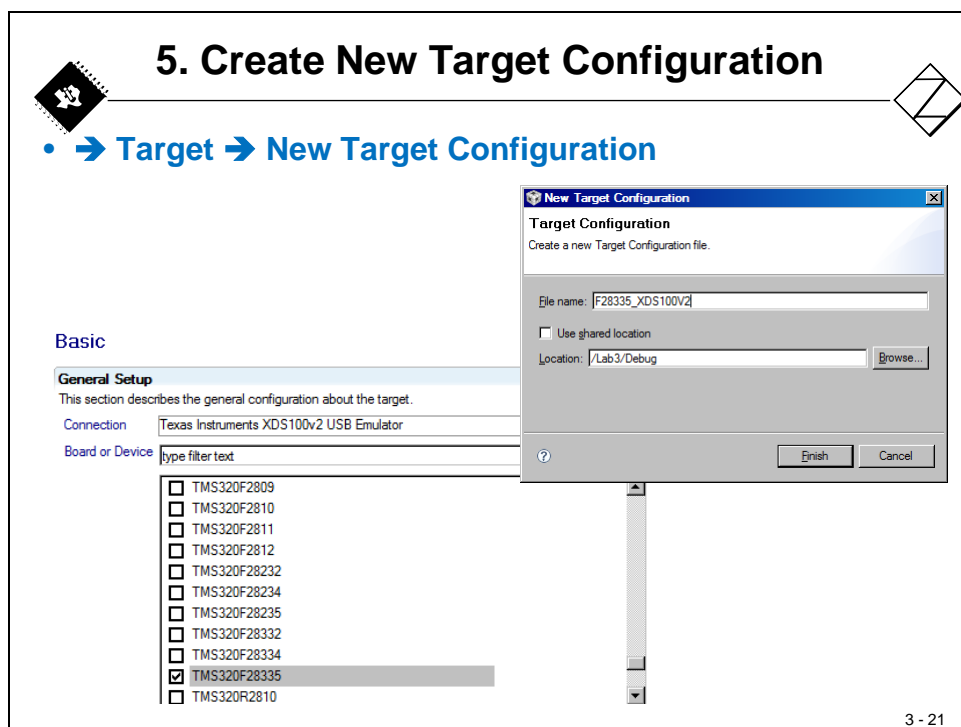 5. Create New Target Configuration
• ➔ Target ➔ New Target Configuration
New Target Configuration
Target Configuration
Create a new Target Configuration file.
File name: F28335_XDS100V2
Use shared location
Location: /Lab3/Debug Browse...
? Finish Cancel
Basic
General Setup
This section describes the general configuration about the target.
Connection Texas Instruments XDS100v2 USB Emulator
Board or Device type filter text
TMS320F2809
TMS320F2810
TMS320F2811
TMS320F2812
TMS320F28232
TMS320F28234
TMS320F28235
TMS320F28332
TMS320F28334
TMS320F28335
TMS320R2810
3 - 21